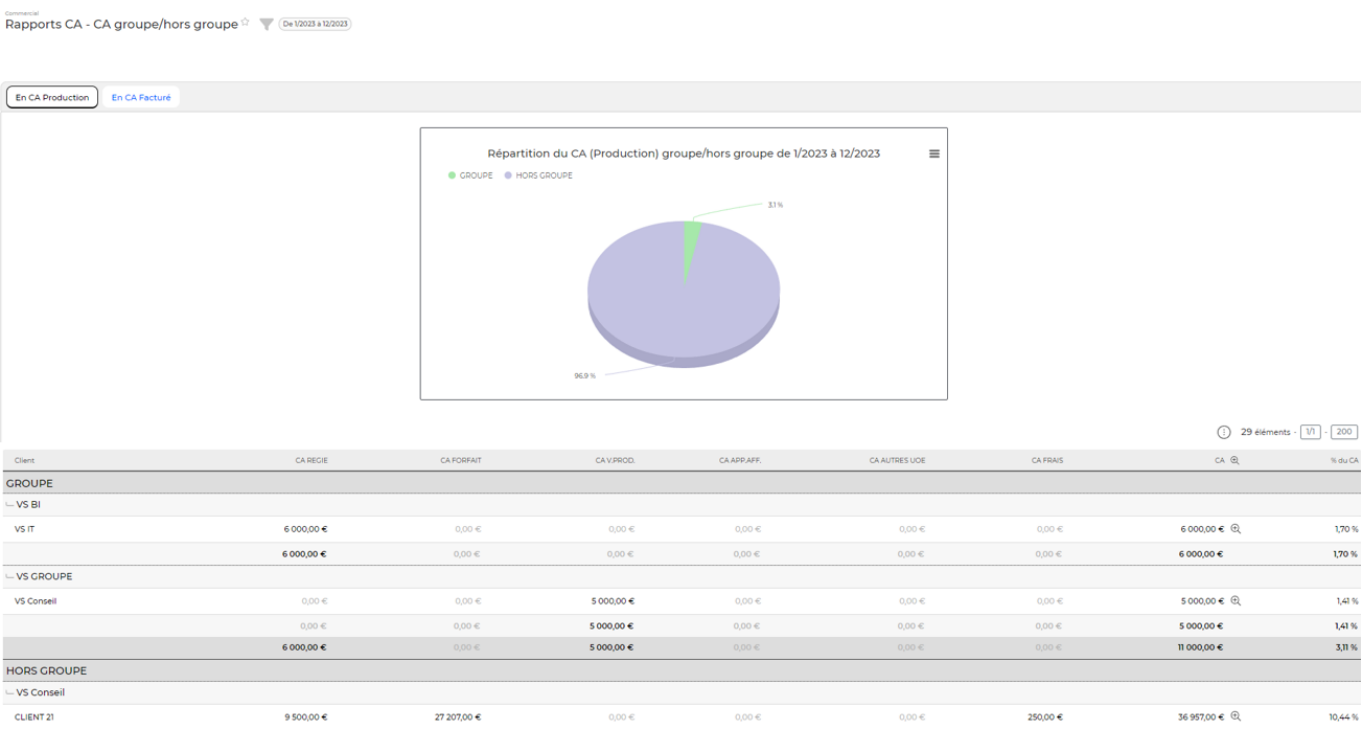 Commercial
Rapports CA - CA groupe/hors groupe De 1/2023 à 12/2023
En CA Production En CA Facturé
Répartition du CA (Production) groupe/hors groupe de 1/2023 à 12/2023
GROUPE HORS GROUPE
3.1 %
96.9 %
29 éléments - 1/1 - 200
Client CA REGIE CA FORFAIT CA V.PROD. CA APP.AFF. CA AUTRES UOE CA FRAIS CA % du CA
GROUPE
VS BI
VS IT 6 000,00 € 0,00 € 0,00 € 0,00 € 0,00 € 0,00 € 6 000,00 € 1,70 %
6 000,00 € 0,00 € 0,00 € 0,00 € 0,00 € 0,00 € 6 000,00 € 1,70 %
VS GROUPE
VS Conseil 0,00 € 0,00 € 5 000,00 € 0,00 € 0,00 € 0,00 € 5 000,00 € 1,41 %
0,00 € 0,00 € 5 000,00 € 0,00 € 0,00 € 0,00 € 5 000,00 € 1,41 %
6 000,00 € 0,00 € 5 000,00 € 0,00 € 0,00 € 0,00 € 11 000,00 € 3,11 %
HORS GROUPE
VS Conseil
CLIENT 21 9 500,00 € 27 207,00 € 0,00 € 0,00 € 0,00 € 250,00 € 36 957,00 € 10,44 %